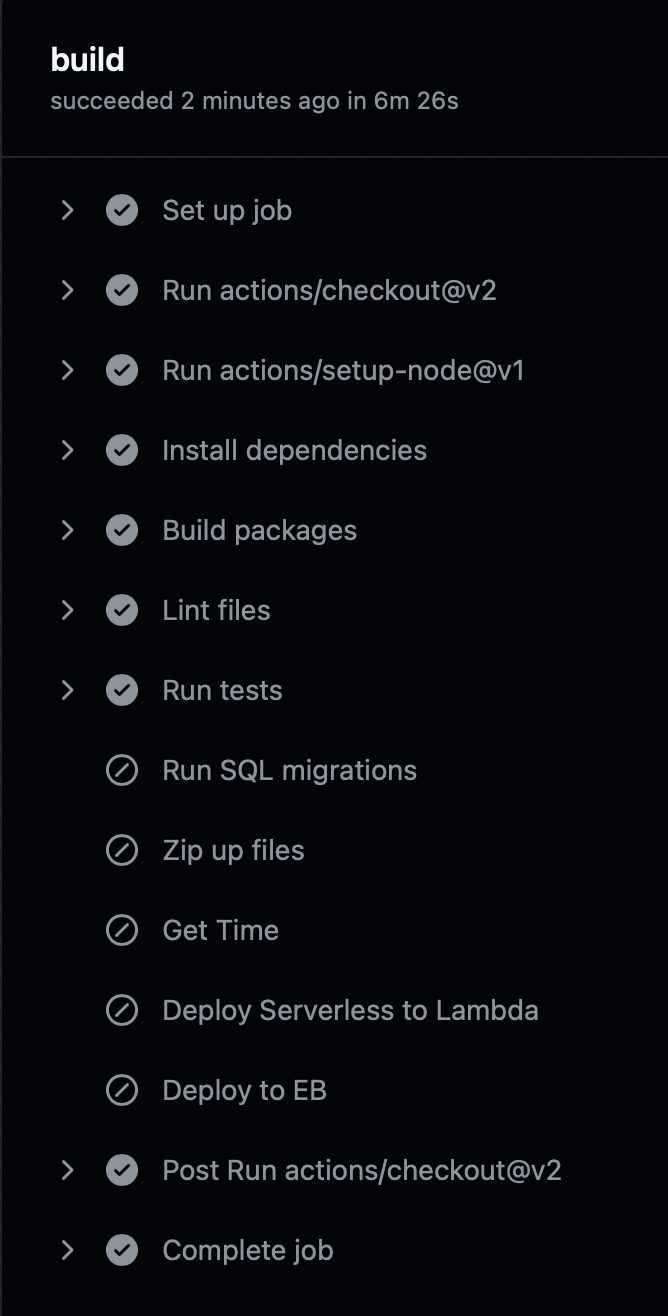 build
succeeded 2 minutes ago in 6m 26s
Set up job
Run actions/checkout@v2
Run actions/setup-node@v1
Install dependencies
Build packages
Lint files
Run tests
Run SQL migrations
Zip up files
Get Time
Deploy Serverless to Lambda
Deploy to EB
Post Run actions/checkout@v2
Complete job